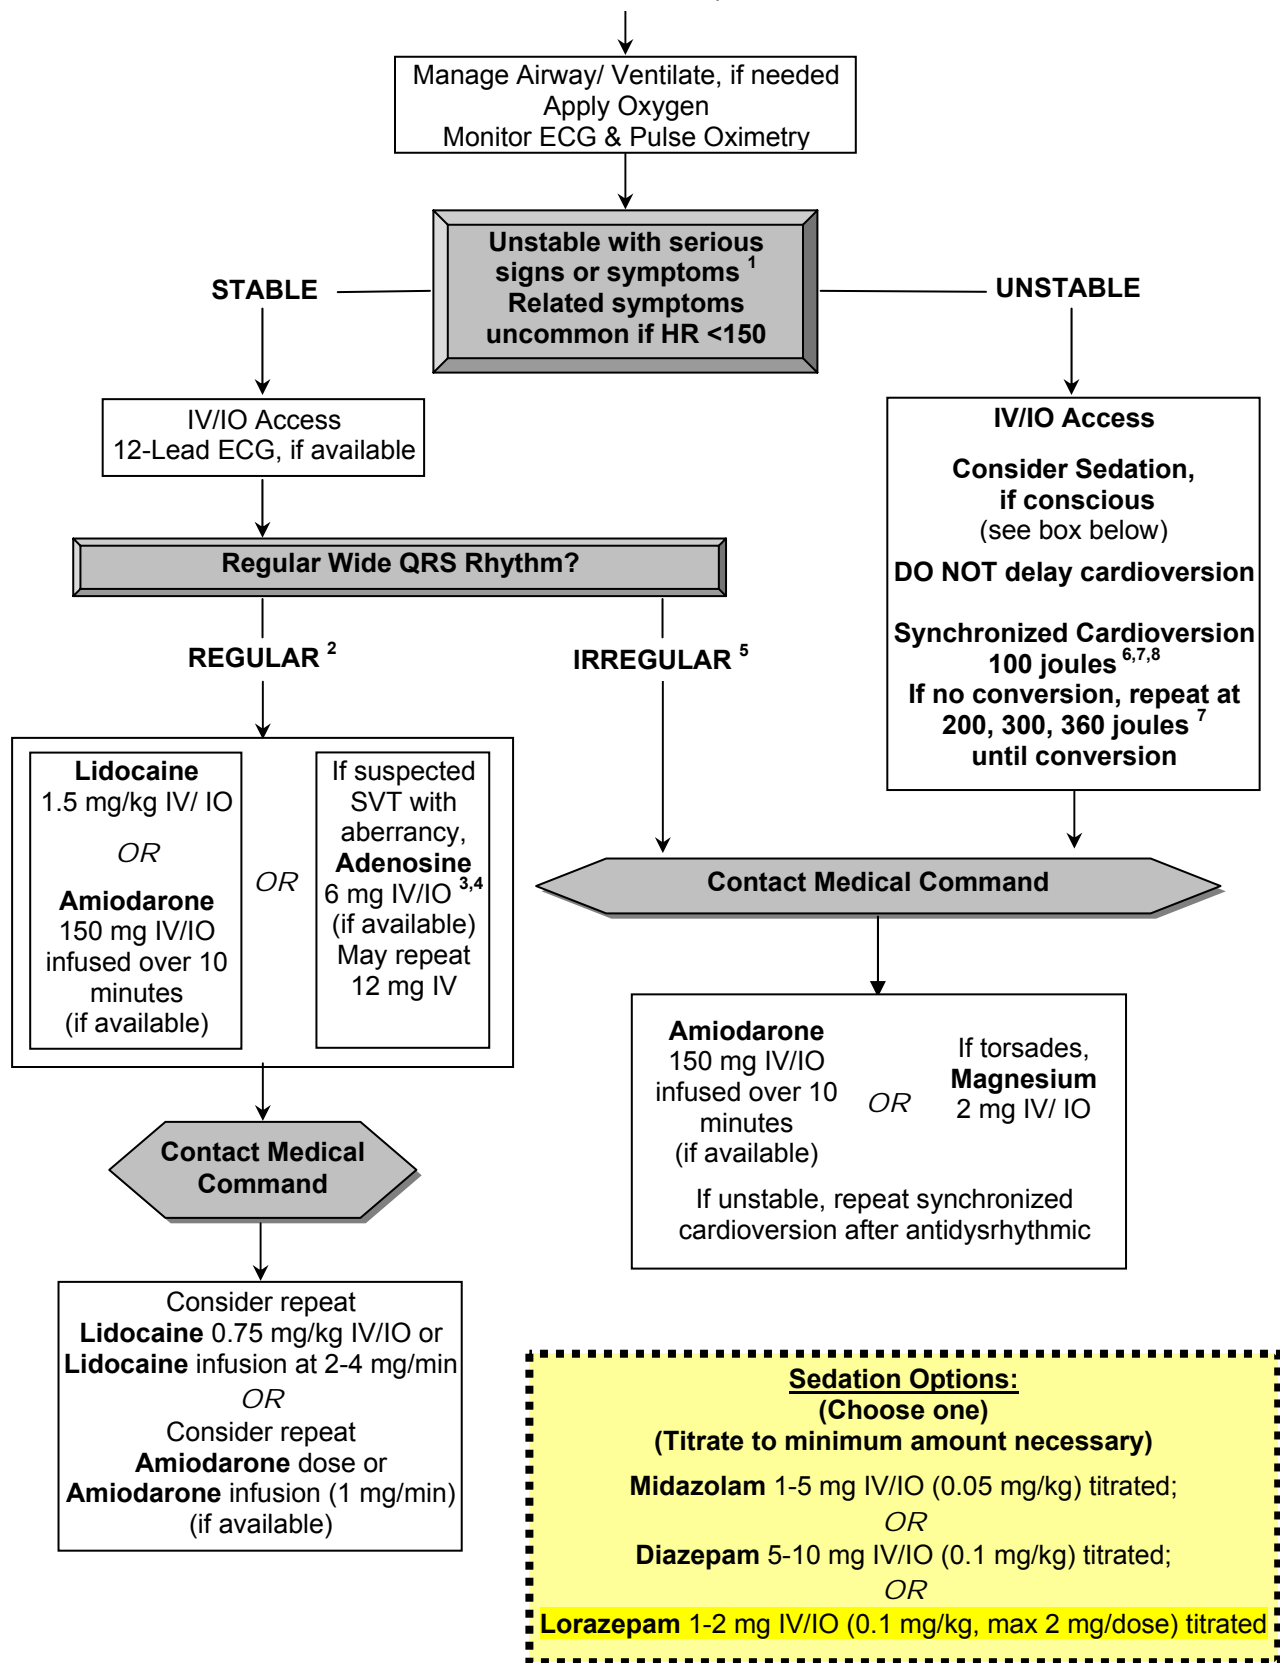 Manage Airway/ Ventilate, if needed
Apply Oxygen
Monitor ECG & Pulse Oximetry
Unstable with serious
signs or symptoms 1
Related symptoms
uncommon if HR <150
STABLE
UNSTABLE
IV/IO Access
12-Lead ECG, if available
IV/IO Access
Consider Sedation,
if conscious
(see box below)
DO NOT delay cardioversion
Synchronized Cardioversion
100 joules 6,7,8
If no conversion, repeat at
200, 300, 360 joules 7
until conversion
Regular Wide QRS Rhythm?
REGULAR 2
IRREGULAR 5
Lidocaine
1.5 mg/kg IV/ IO
OR
Amiodarone
150 mg IV/IO
infused over 10
minutes
(if available)
OR
If suspected
SVT with
aberrancy,
Adenosine
6 mg IV/IO 3,4
(if available)
May repeat
12 mg IV
Contact Medical Command
Amiodarone
150 mg IV/IO
infused over 10
minutes
(if available)
OR
If torsades,
Magnesium
2 mg IV/ IO
If unstable, repeat synchronized
cardioversion after antidysrhythmic
Contact Medical
Command
Consider repeat
Lidocaine 0.75 mg/kg IV/IO or
Lidocaine infusion at 2-4 mg/min
OR
Consider repeat
Amiodarone dose or
Amiodarone infusion (1 mg/min)
(if available)
Sedation Options:
(Choose one)
(Titrate to minimum amount necessary)
Midazolam 1-5 mg IV/IO (0.05 mg/kg) titrated;
OR
Diazepam 5-10 mg IV/IO (0.1 mg/kg) titrated;
OR
Lorazepam 1-2 mg IV/IO (0.1 mg/kg, max 2 mg/dose) titrated